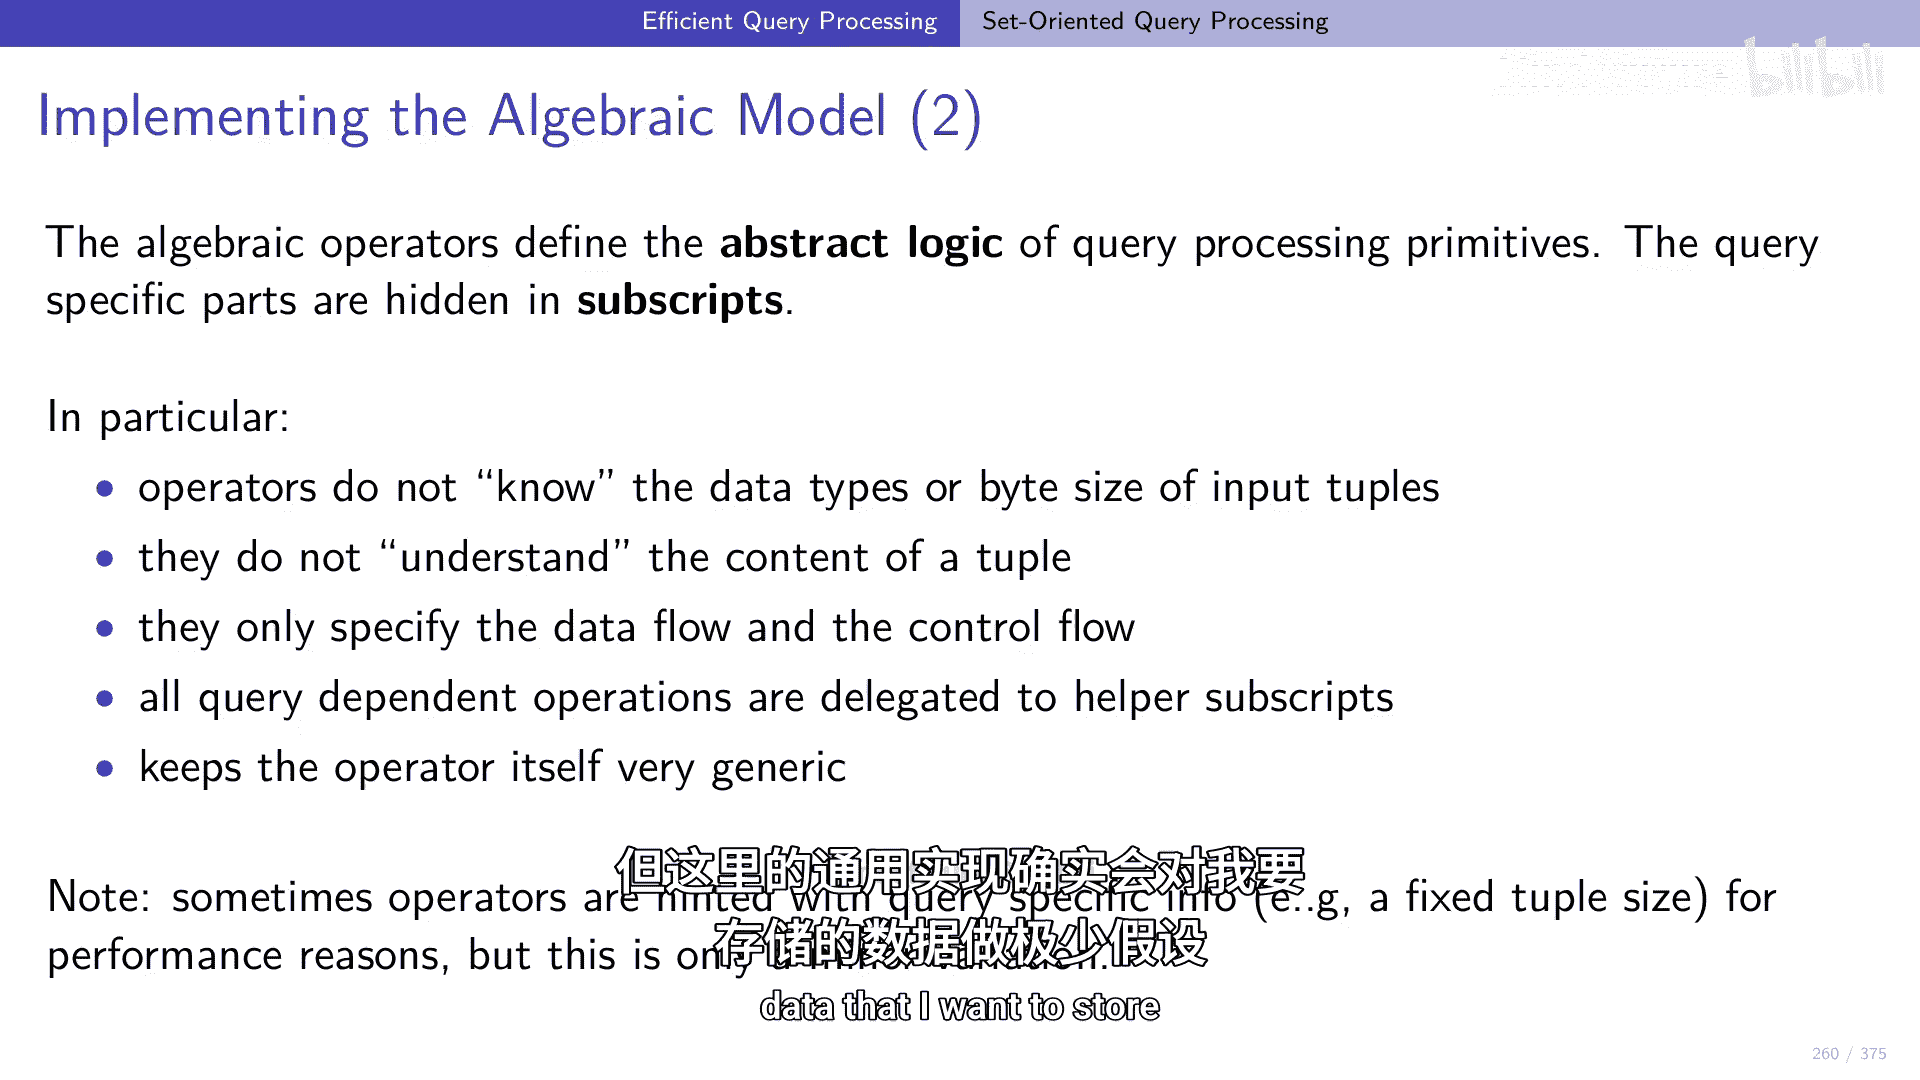 Efficient Query Processing
Set-Oriented Query Processing
bilibili
Implementing the Algebraic Model (2)
The algebraic operators define the abstract logic of query processing primitives. The query
specific parts are hidden in subscripts.
In particular:
• operators do not “know” the data types or byte size of input tuples
• they do not “understand” the content of a tuple
• they only specify the data flow and the control flow
• all query dependent operations are delegated to helper subscripts
• keeps the operator itself very generic
Note: sometimes operators are hinted with query specific info (e..g, a fixed tuple size) for
performance reasons, but this is only a minor variation.
但这里的通用实现确实会对我要
存储的数据做极少假设
data that I want to store
260 / 375